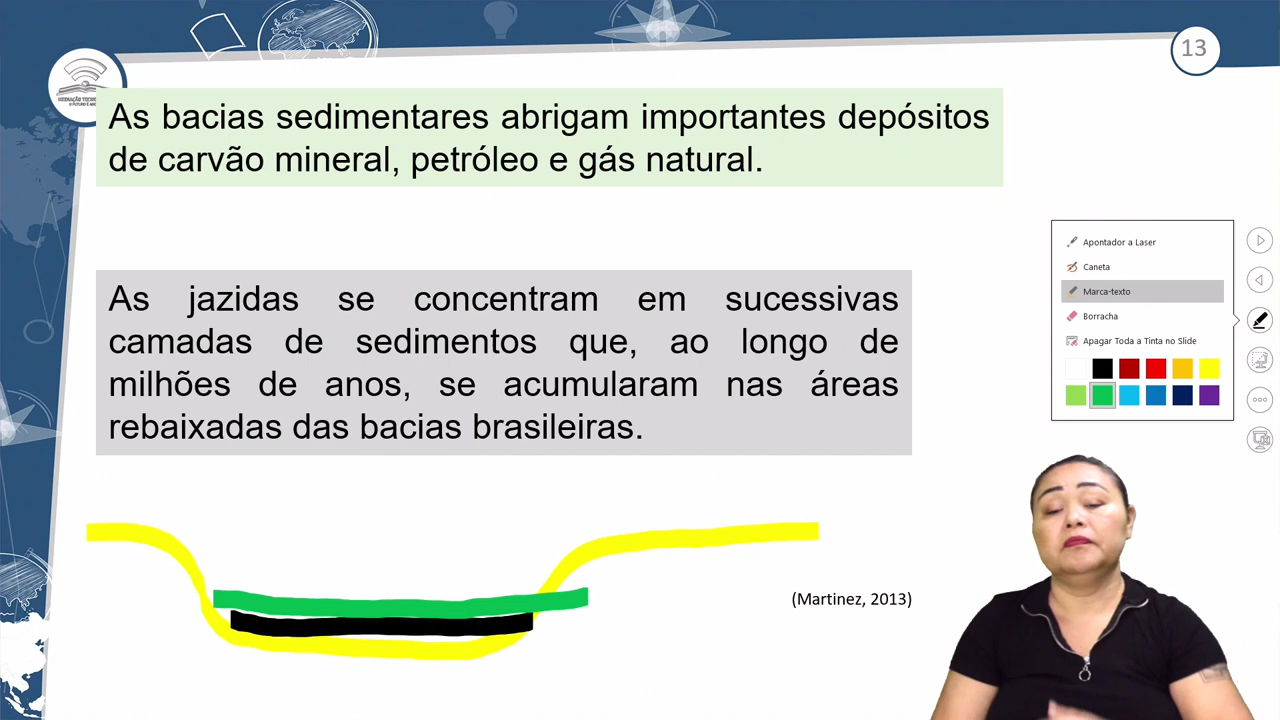 13
As bacias sedimentares abrigam importantes depósitos
de carvão mineral, petróleo e gás natural.
As jazidas se concentram em sucessivas
camadas de sedimentos que, ao longo de
milhões de anos, se acumularam nas áreas
rebaixadas das bacias brasileiras.
Apontador a Laser
Caneta
Marca-texto
Borracha
Apagar Toda a Tinta no Slide
(Martinez, 2013)